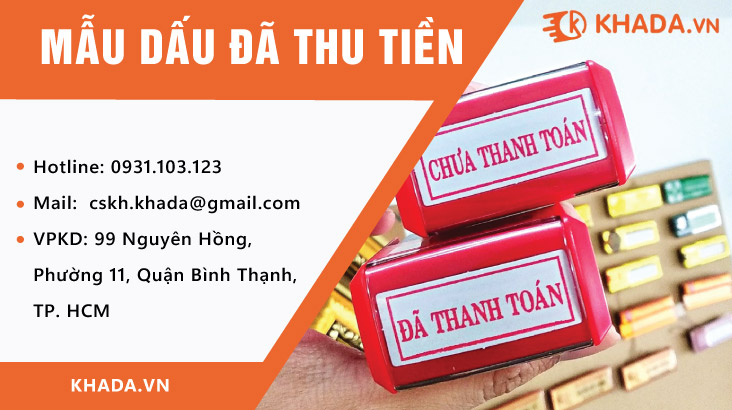 MẪU DẤU ĐÃ THU TIỀN
KHADA.VN
Hotline: 0931.103.123
Mail: cskh.khada@gmail.com
VPKD: 99 Nguyên Hồng,
Phường 11, Quận Bình Thạnh,
TP. HCM
KHADA.VN
CHƯA THANH TOÁN
ĐÃ THANH TOÁN